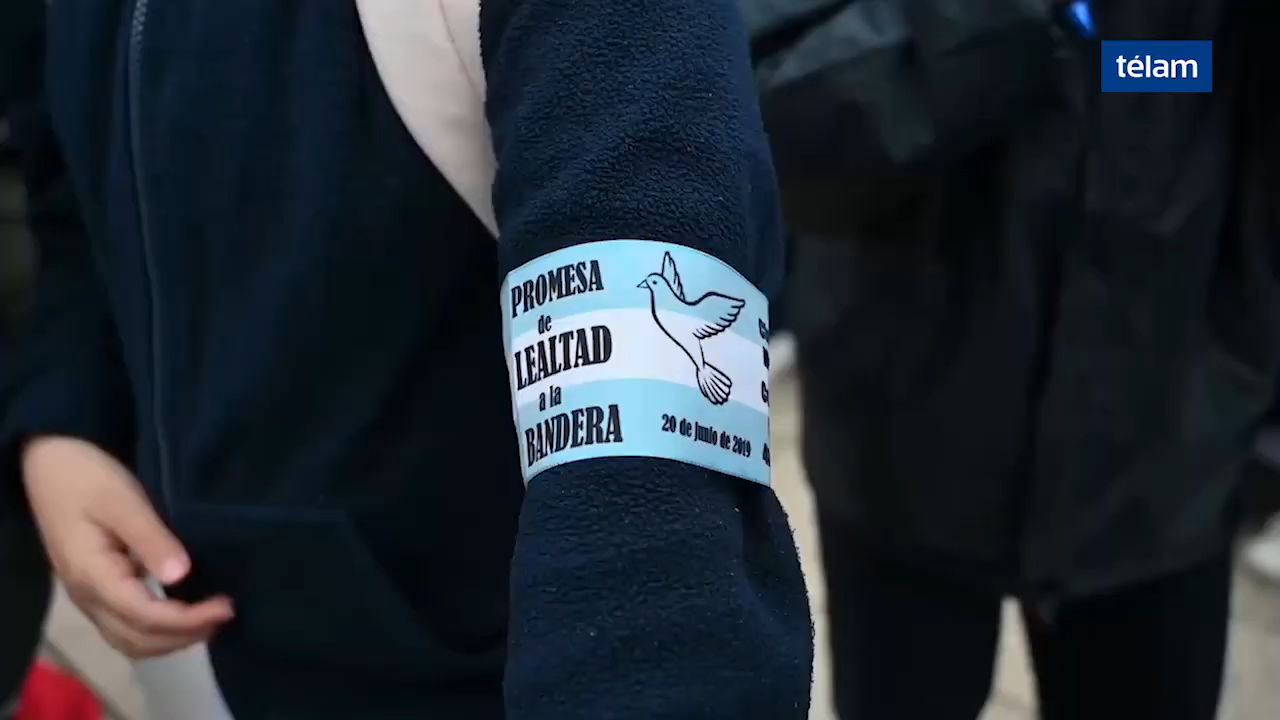 télam
PROMESA
de
LEALTAD
a la
BANDERA
20 de junio de 2019